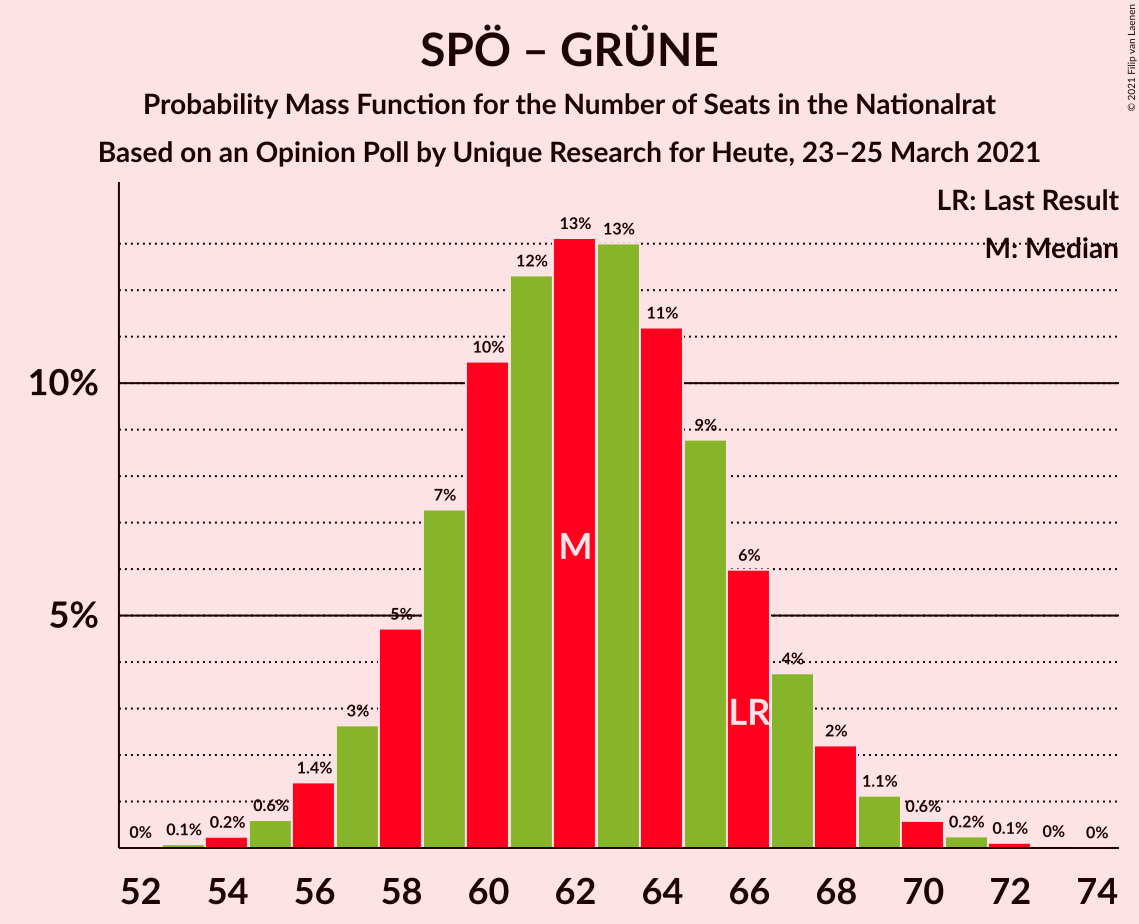 SPÖ – GRÜNE
Probability Mass Function for the Number of Seats in the Nationalrat
Based on an Opinion Poll by Unique Research for Heute, 23–25 March 2021
© 2021 Filip van Laenen
LR: Last Result
M: Median
10%
5%
0%
0.1%
0.2%
0.6%
1.4%
3%
5%
7%
10%
12%
13%
13%
11%
9%
6%
4%
2%
1.1%
0.6%
0.2%
0.1%
0%
0%
M
LR
52 54 56 58 60 62 64 66 68 70 72 74